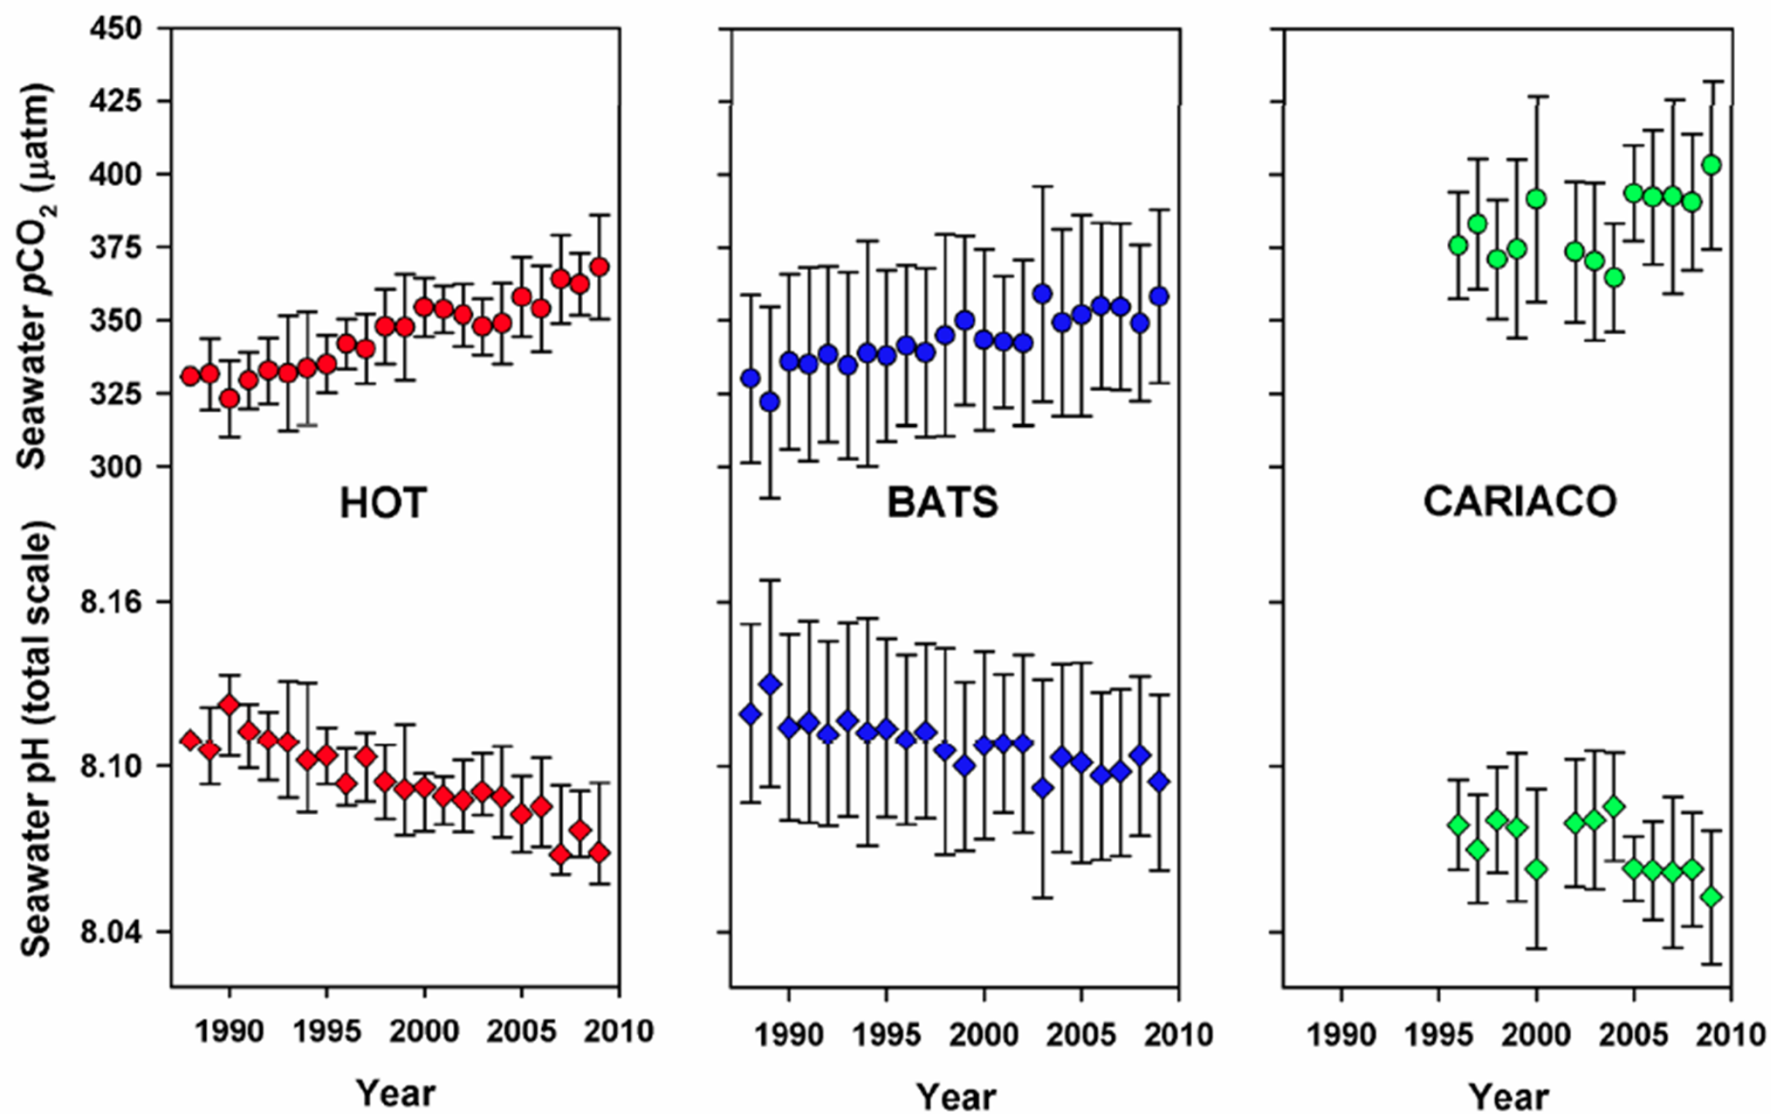 Seawater pCO2 (µatm)
450
425
400
375
350
325
300
HOT
BATS
CARIACO
Seawater pH (total scale)
8.16
8.10
8.04
1990 1995 2000 2005 2010
1990 1995 2000 2005 2010
1990 1995 2000 2005 2010
Year
Year
Year